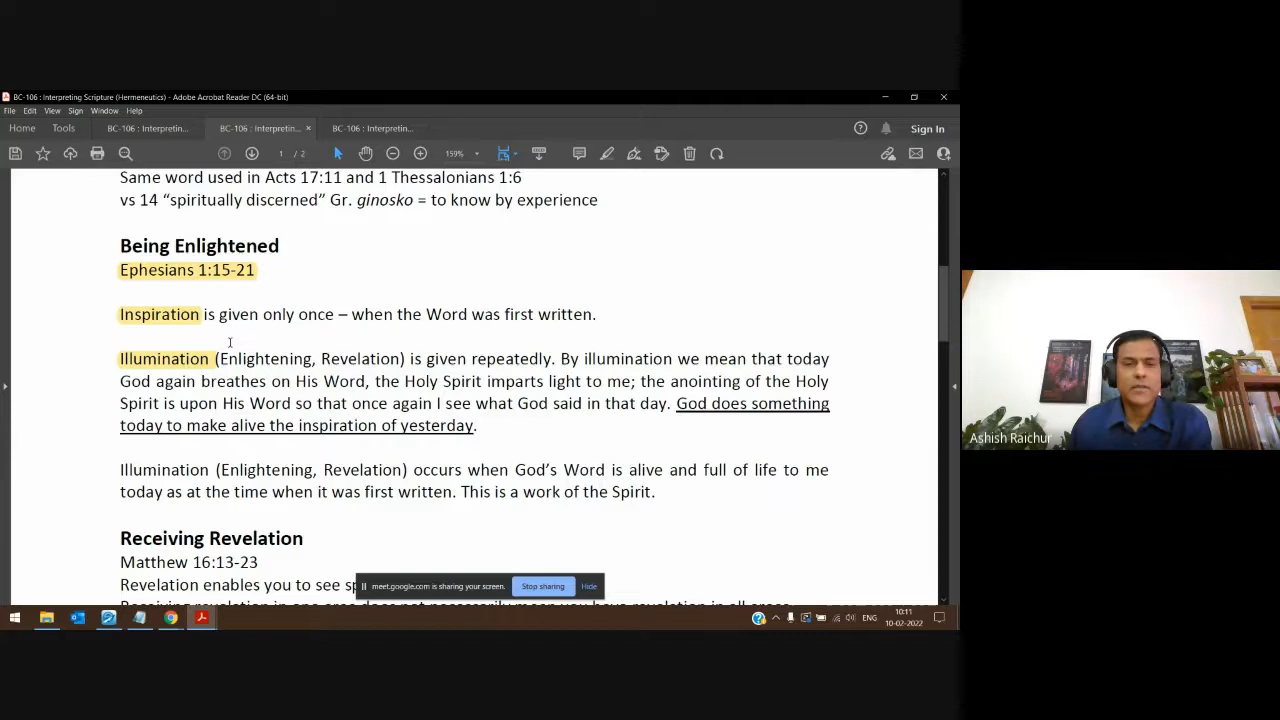 BC-106 : Interpreting Scripture (Hermeneutics) - Adobe Acrobat Reader DC (64-bit)
File Edit View Sign Window Help
Home Tools BC-106 : Interpretin... BC-106 : Interpretin... × BC-106 : Interpretin... Sign In
1 / 2 159%
Same word used in Acts 17:11 and 1 Thessalonians 1:6
vs 14 “spiritually discerned” Gr. ginosko = to know by experience
Being Enlightened
Ephesians 1:15-21
Inspiration is given only once – when the Word was first written.
Illumination (Enlightening, Revelation) is given repeatedly. By illumination we mean that today
God again breathes on His Word, the Holy Spirit imparts light to me; the anointing of the Holy
Spirit is upon His Word so that once again I see what God said in that day. God does something
today to make alive the inspiration of yesterday.
Illumination (Enlightening, Revelation) occurs when God’s Word is alive and full of life to me
today as at the time when it was first written. This is a work of the Spirit.
Receiving Revelation
Matthew 16:13-23
Revelation enables you to see
meet.google.com is sharing your screen. Stop sharing Hide
ENG 10:11
10-02-2022
Ashish Raichur